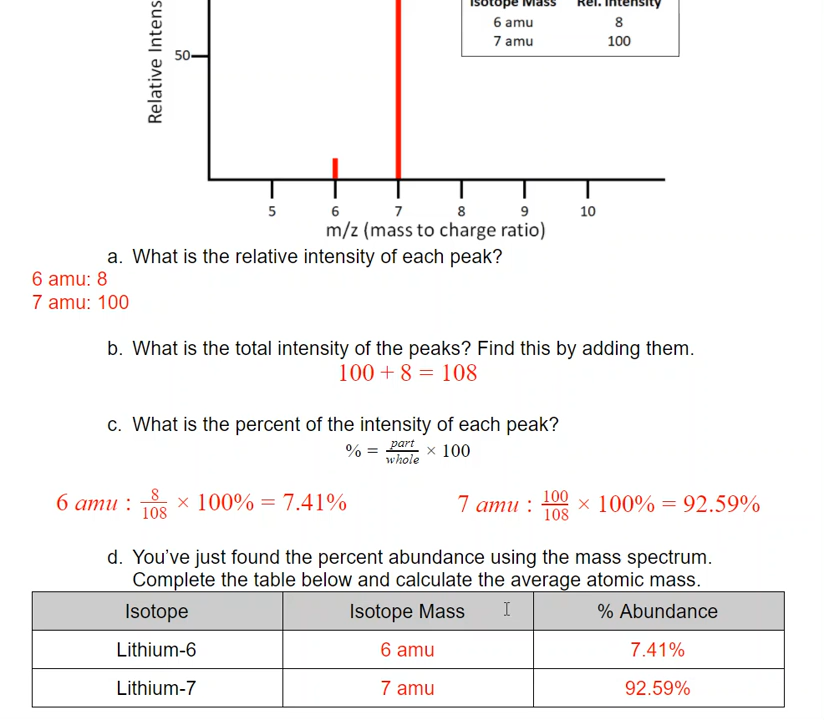 Isotope Mass Rel. Intensity
6 amu 8
7 amu 100
50
5 6 7 8 9 10
m/z (mass to charge ratio)
a. What is the relative intensity of each peak?
6 amu: 8
7 amu: 100
b. What is the total intensity of the peaks? Find this by adding them.
100 + 8 = 108
c. What is the percent of the intensity of each peak?
% = part/whole × 100
6 amu : 8/108 × 100% = 7.41% 7 amu : 100/108 × 100% = 92.59%
d. You’ve just found the percent abundance using the mass spectrum.
Complete the table below and calculate the average atomic mass.
Isotope Isotope Mass % Abundance
Lithium-6 6 amu 7.41%
Lithium-7 7 amu 92.59%
Relative Intens